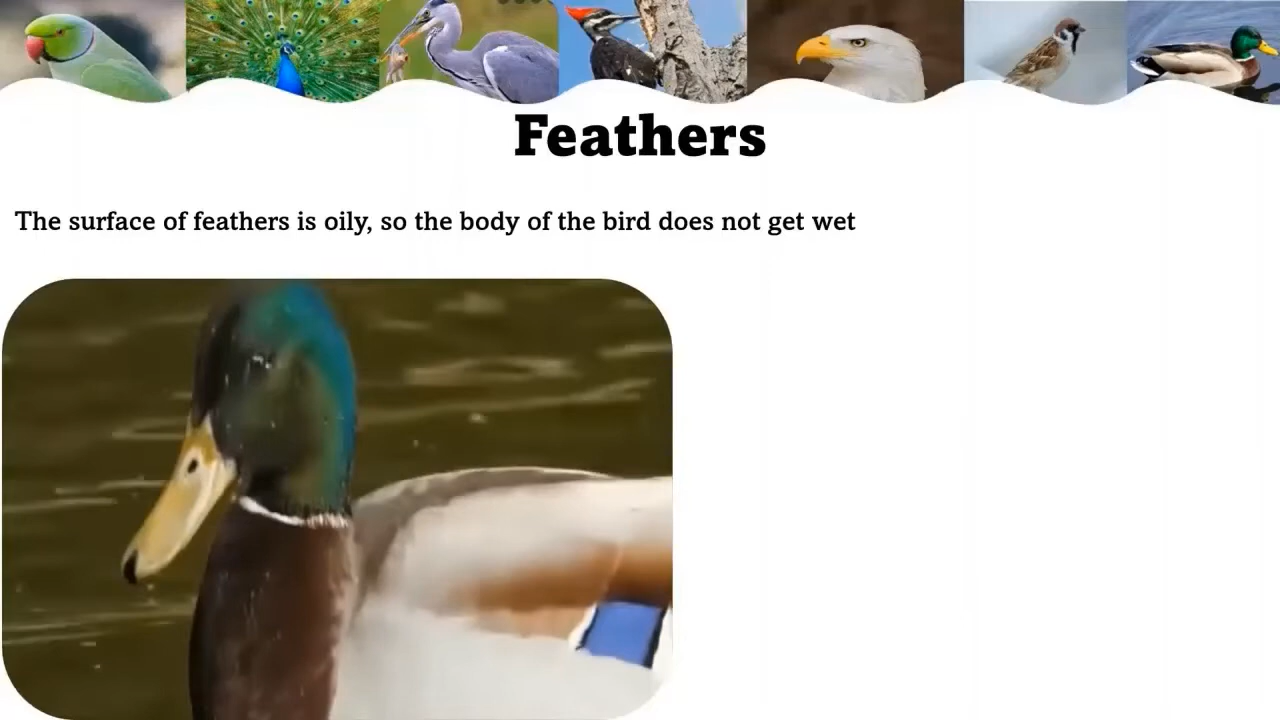 Feathers
The surface of feathers is oily, so the body of the bird does not get wet